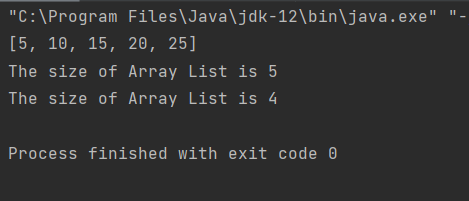 "C:\Program Files\Java\jdk-12\bin\java.exe" "-
[5, 10, 15, 20, 25]
The size of Array List is 5
The size of Array List is 4
Process finished with exit code 0